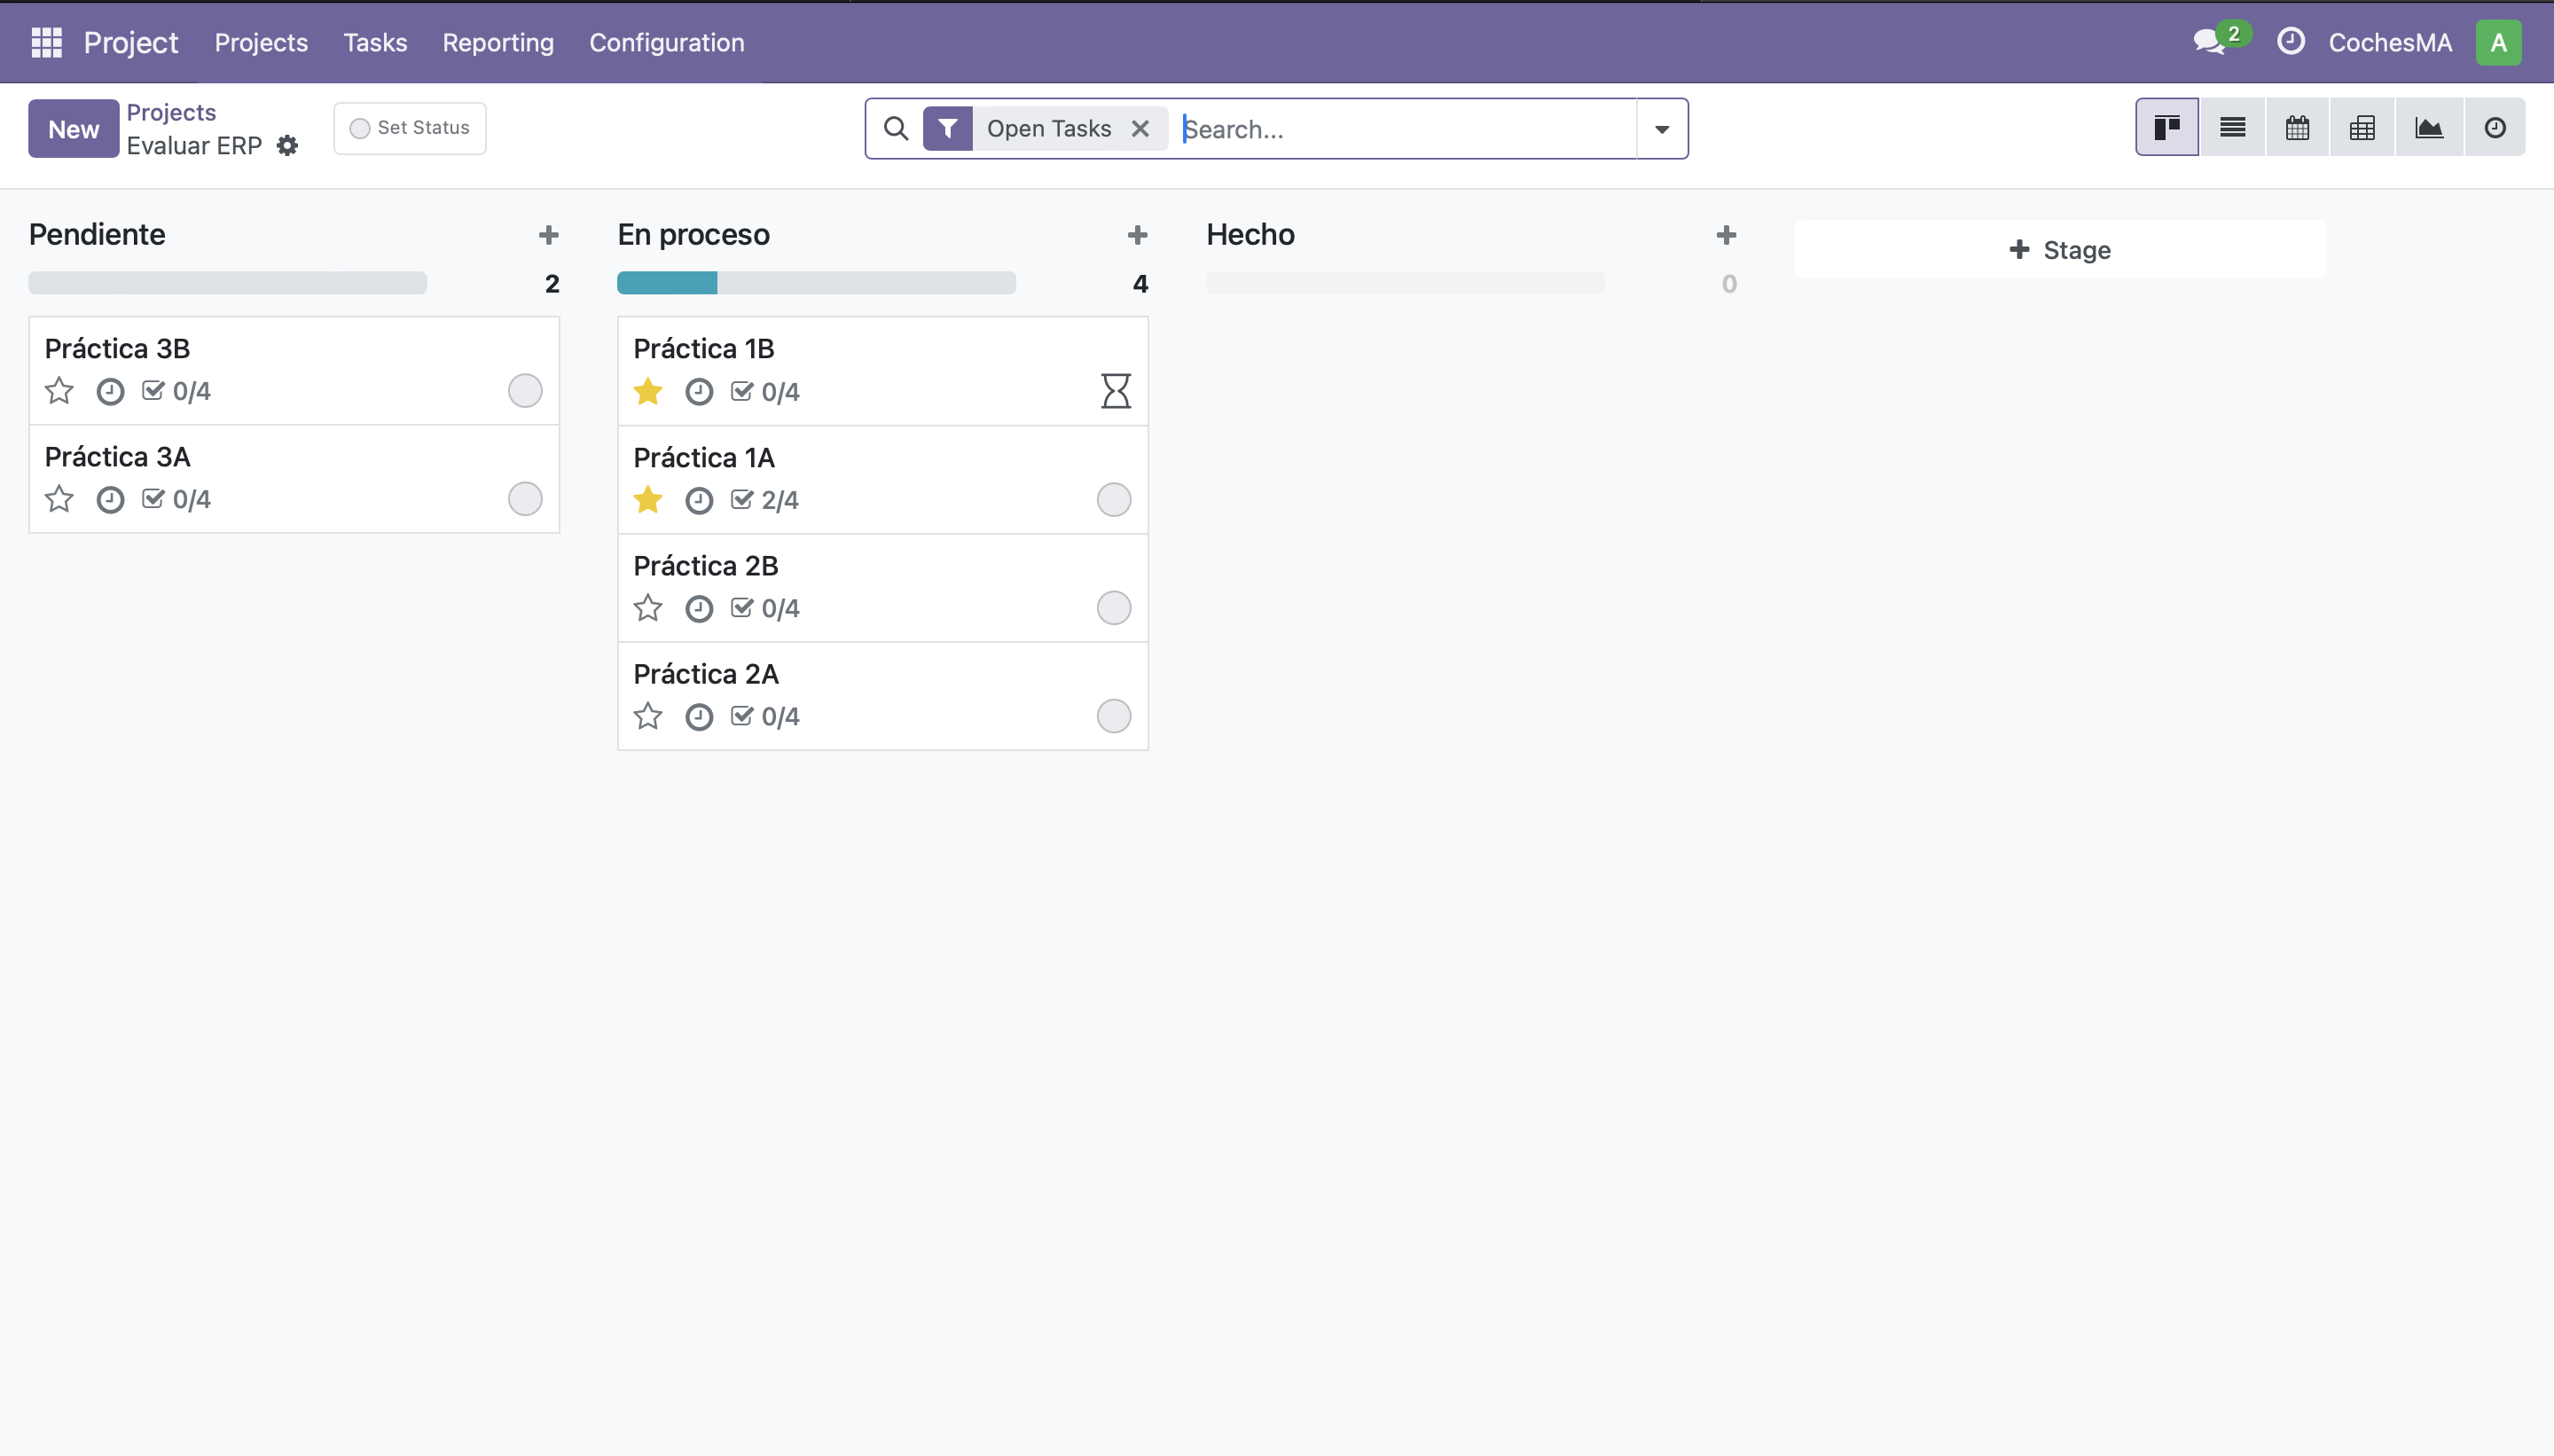 Project Projects Tasks Reporting Configuration 2 CochesMA A
New Projects
Evaluar ERP
Set Status
Open Tasks Search...
Pendiente
2
Práctica 3B
0/4
Práctica 3A
0/4
En proceso
4
Práctica 1B
0/4
Práctica 1A
2/4
Práctica 2B
0/4
Práctica 2A
0/4
Hecho
0
Stage